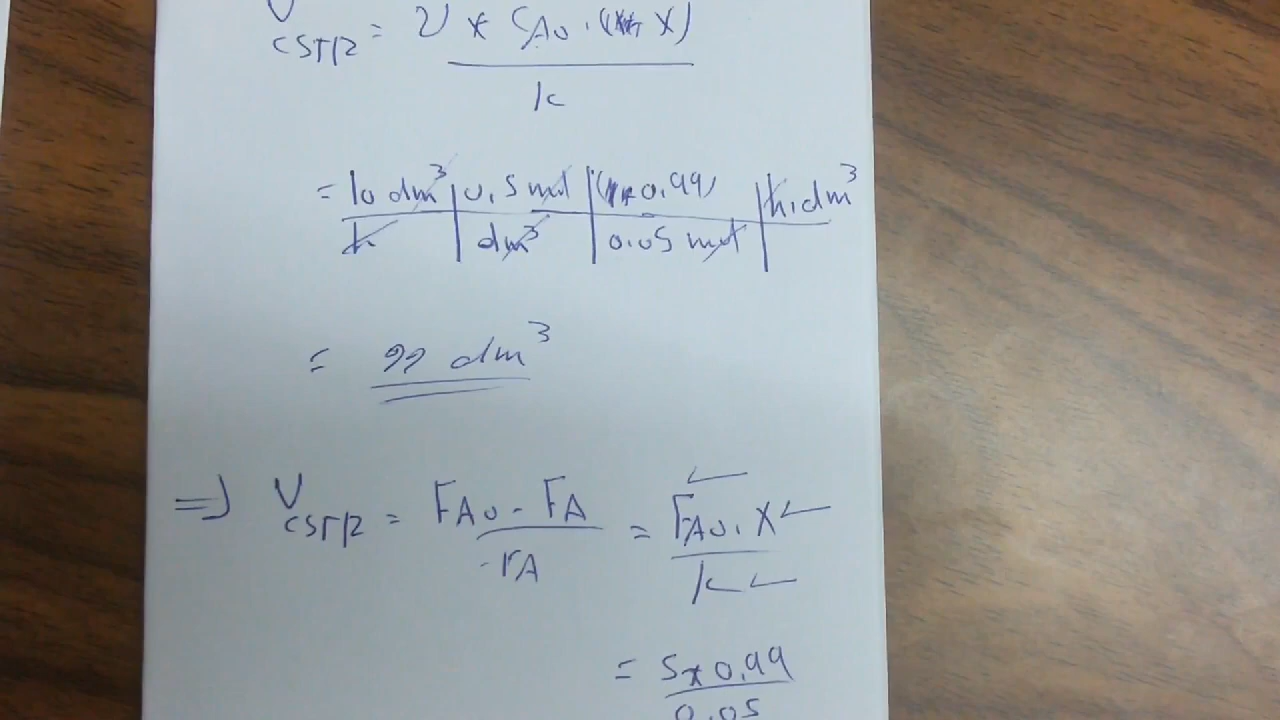 V CSTR = υ * CA0 . ( x)
k
= 10 dm³ | 0.5 mol | ( 0.99) | h.dm³
h | dm³ | 0.05 mol |
= 99 dm³
=> V CSTR = FA0 - FA = FA0 . x
-rA k
= 5 * 0.99
0.05